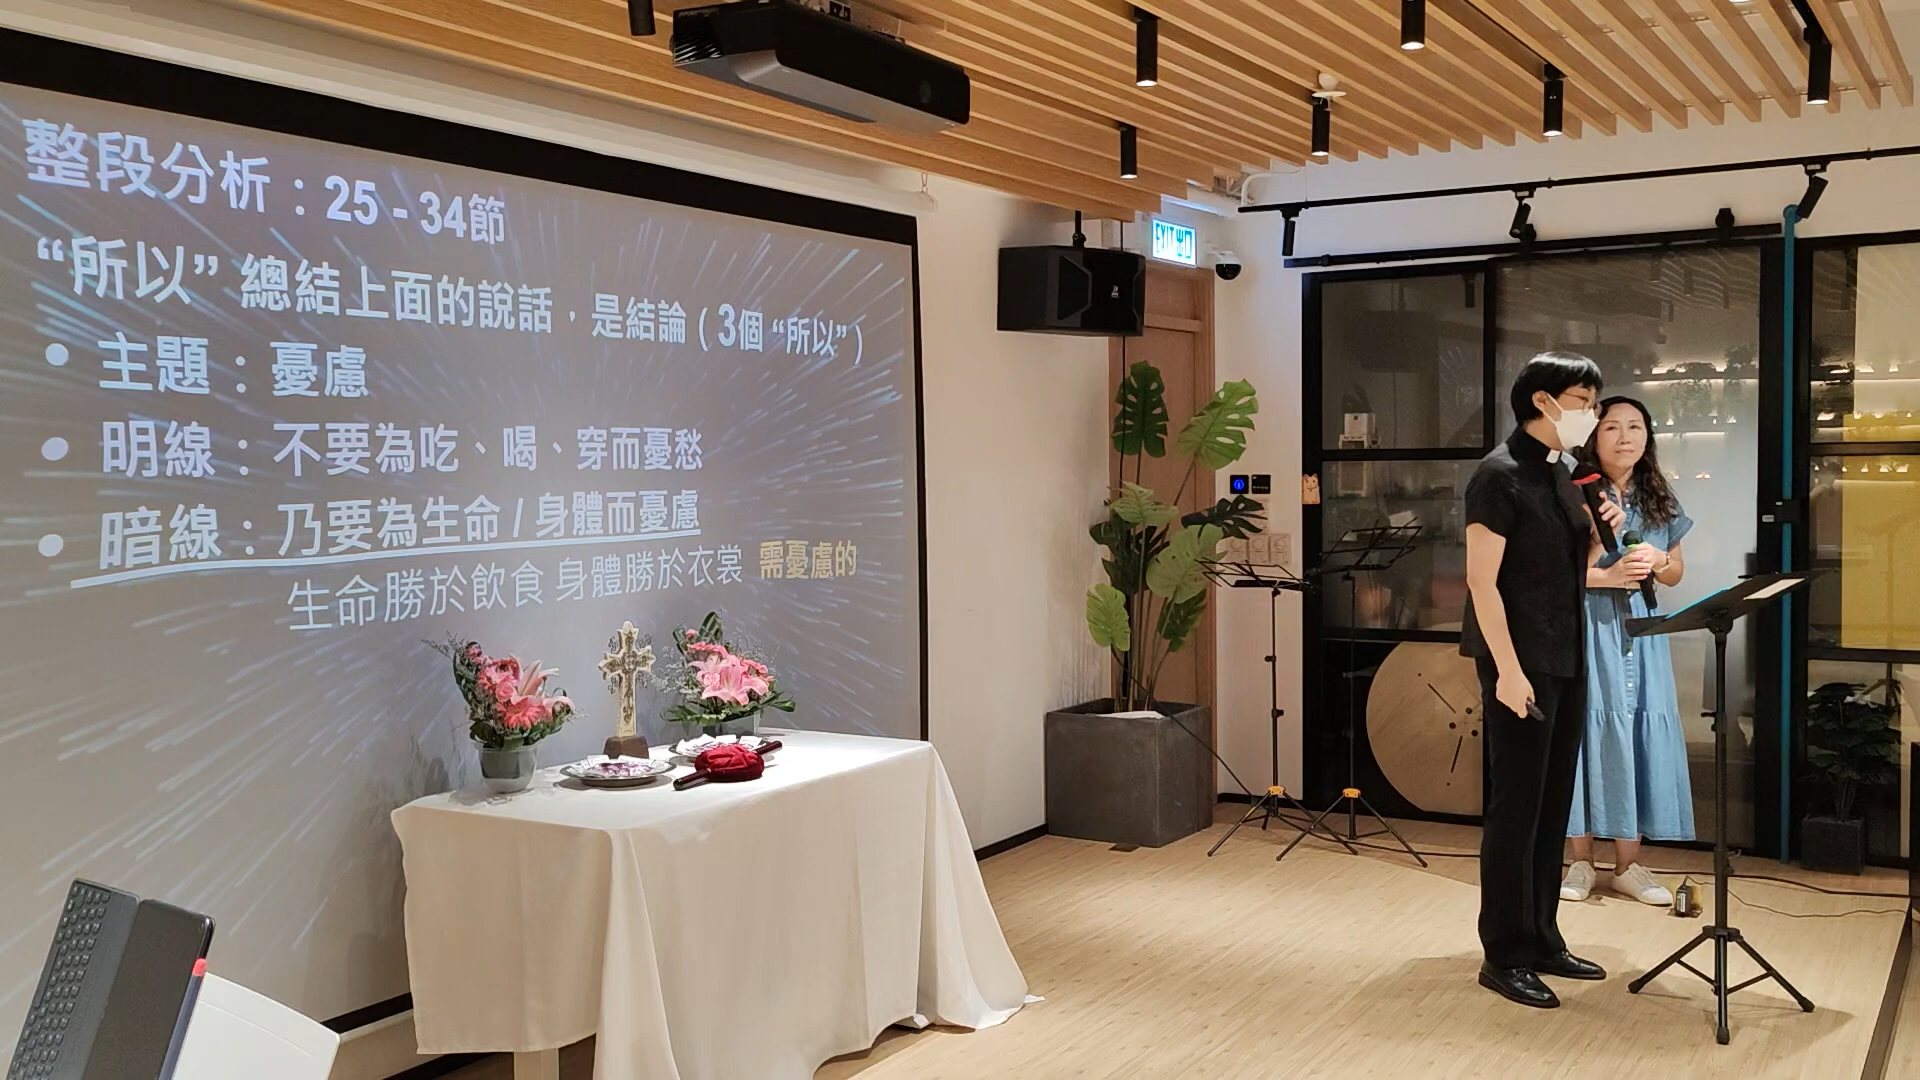 整段分析：25 - 34節
“所以” 總結上面的說話，是結論（3個 “所以”）
• 主題：憂慮
• 明線：不要為吃、喝、穿而憂愁
• 暗線：乃要為生命 / 身體而憂慮
生命勝於飲食 身體勝於衣裳 需憂慮的
EXIT 出口